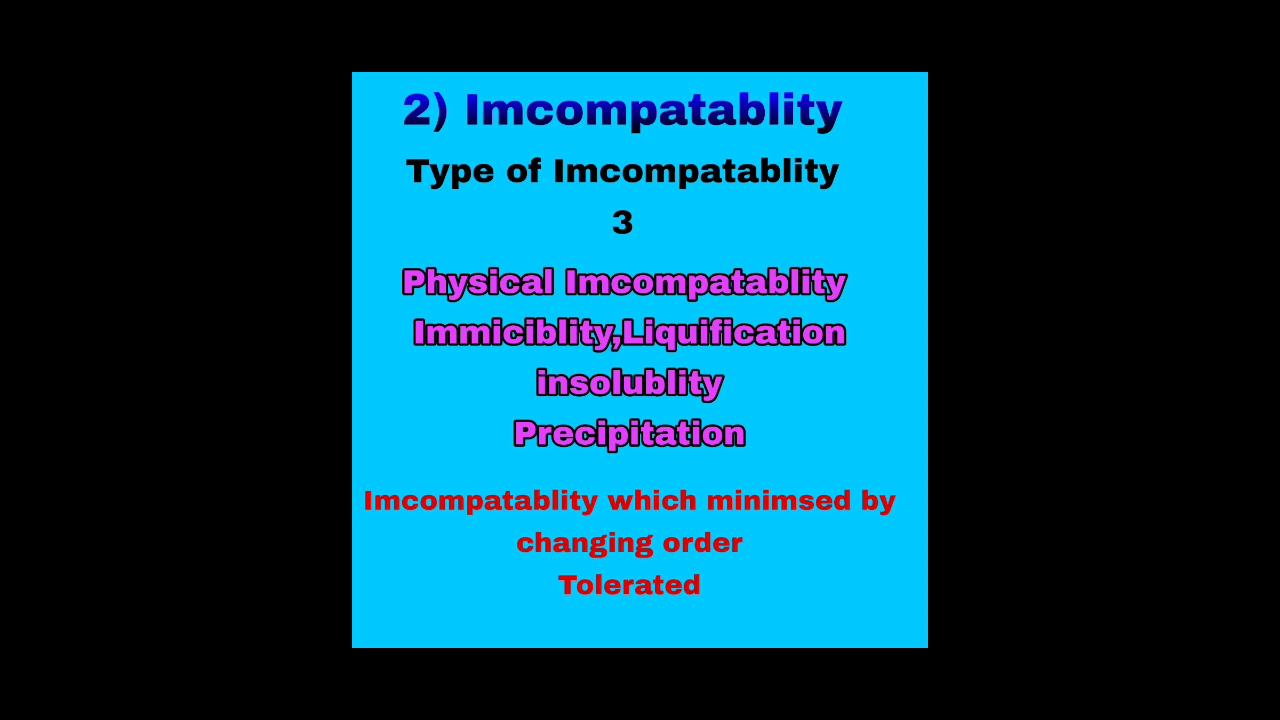 2) Imcompatablity
Type of Imcompatablity
3
Physical Imcompatablity
Immiciblity,Liquification
insolublity
Precipitation
Imcompatablity which minimsed by
changing order
Tolerated